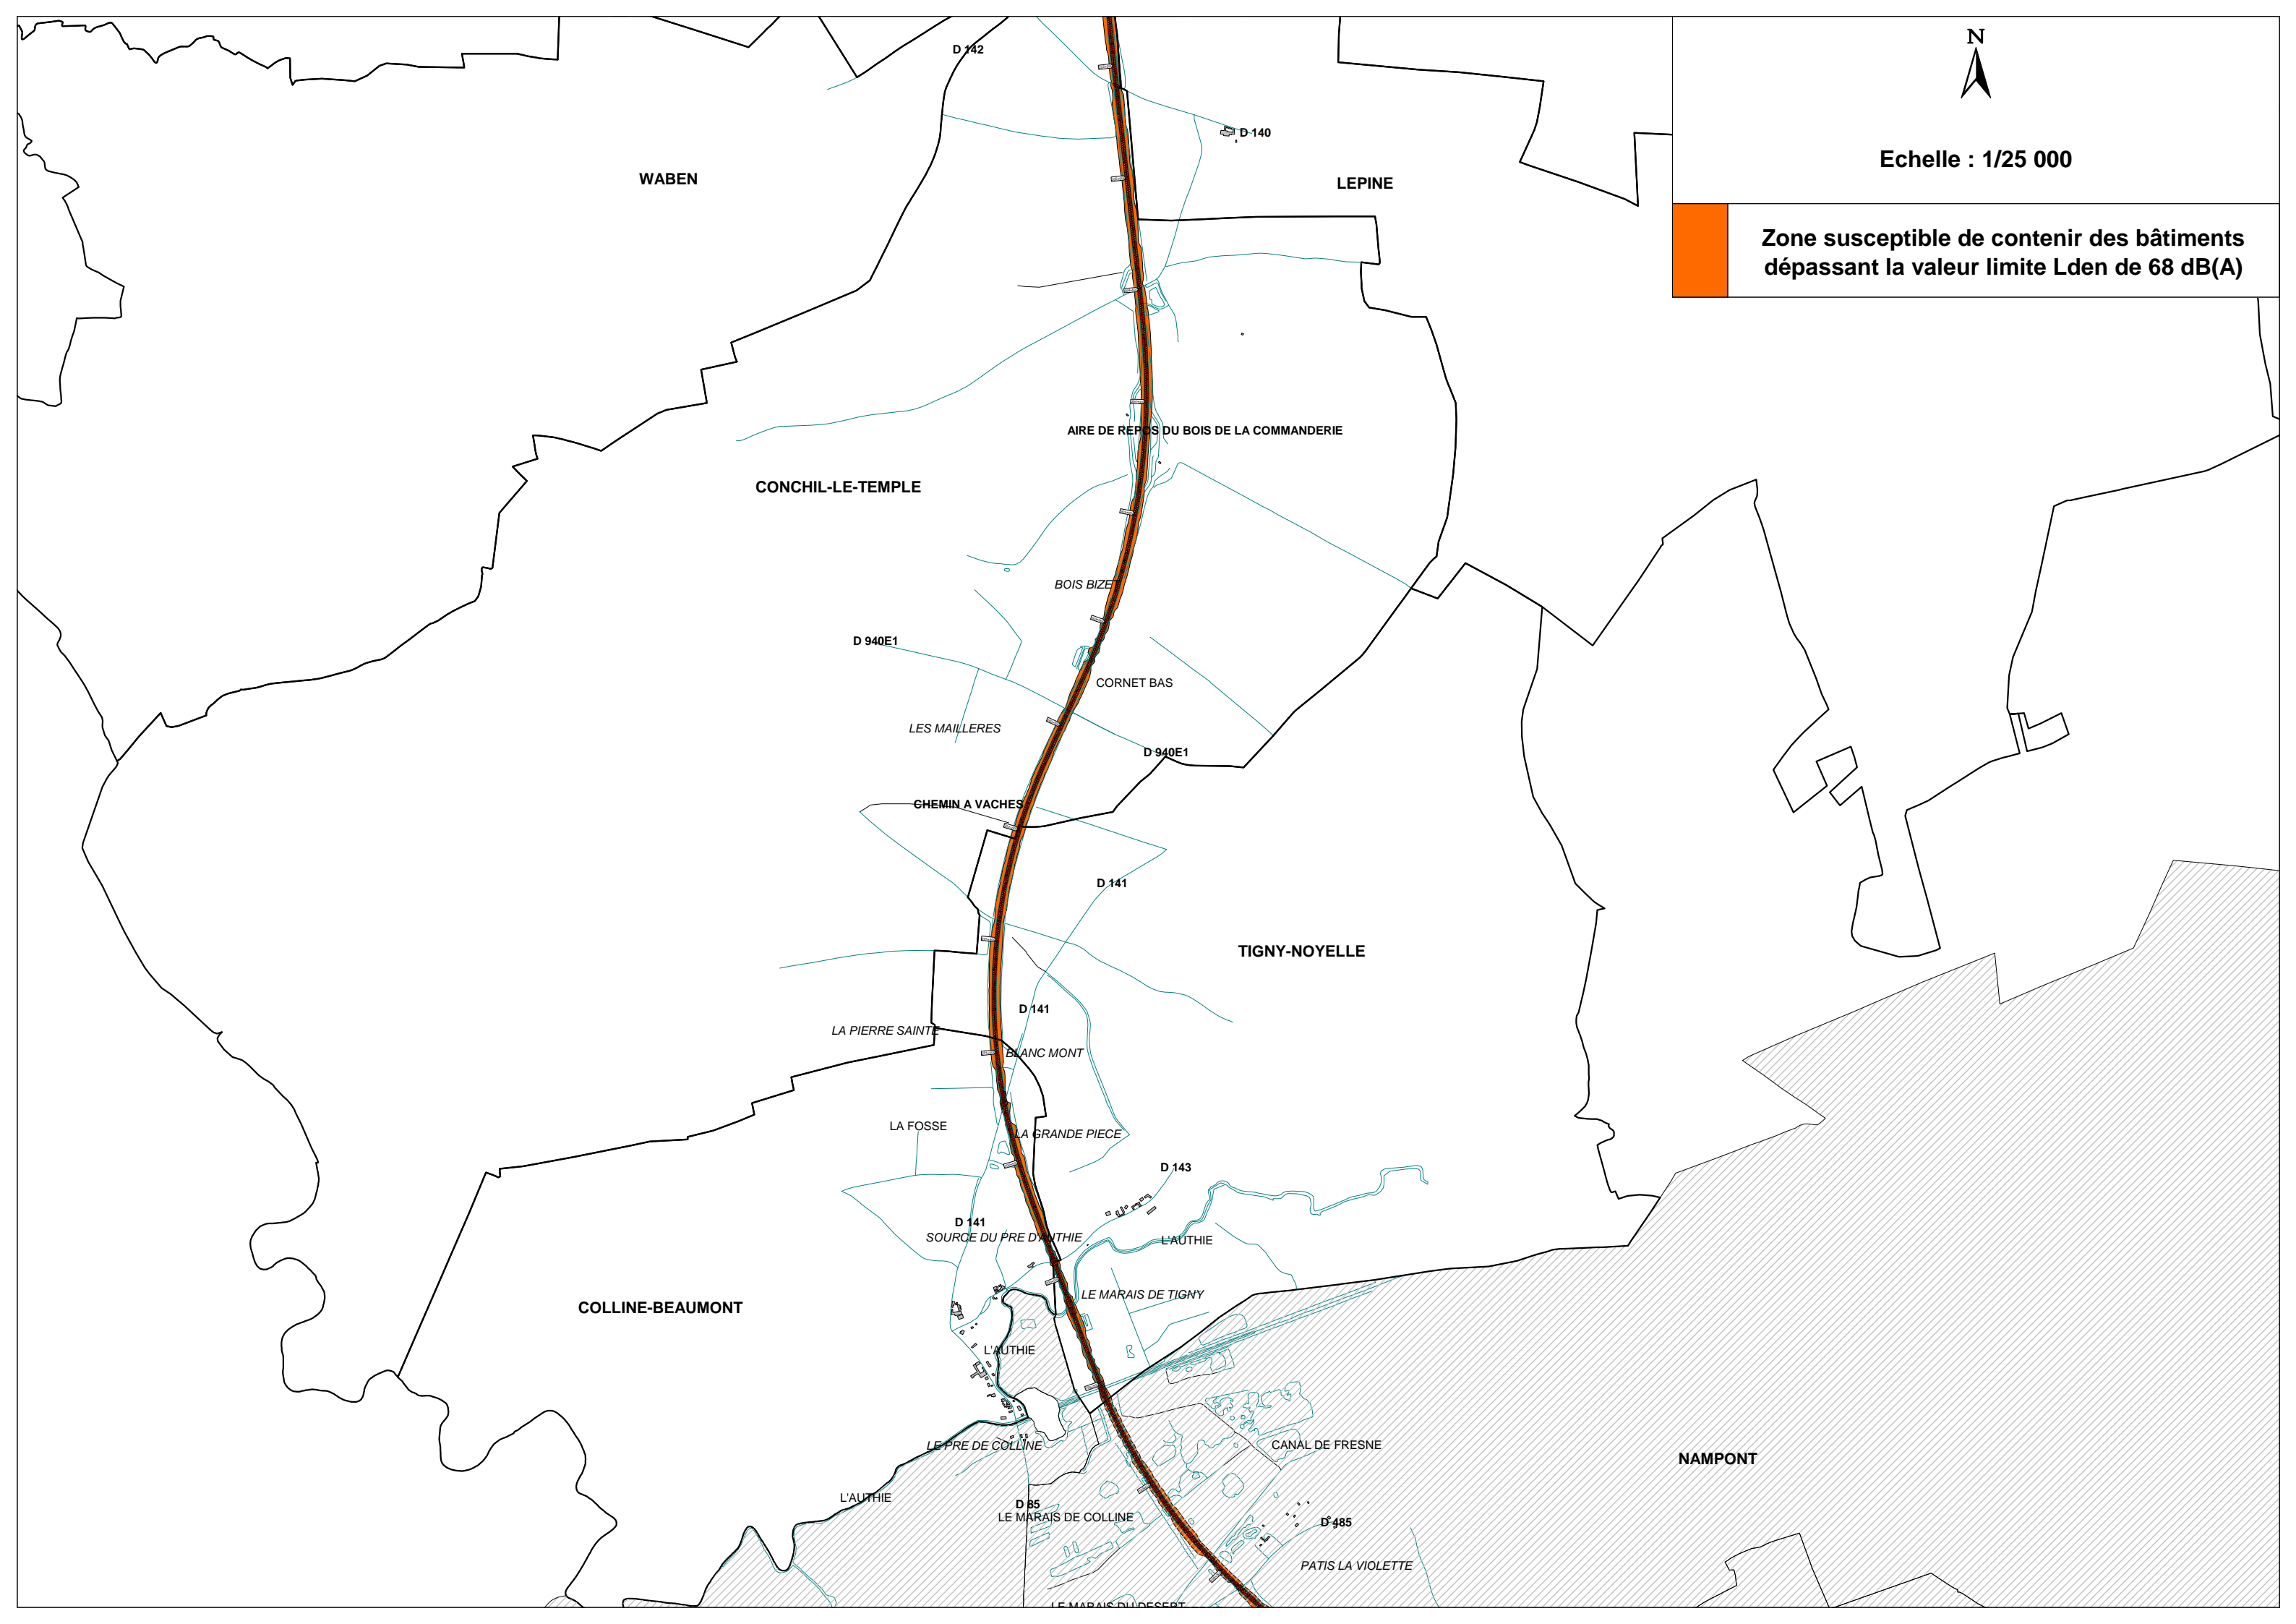 D 142
N
D 140
Echelle : 1/25 000
WABEN
LEPINE
Zone susceptible de contenir des bâtiments
dépassant la valeur limite Lden de 68 dB(A)
AIRE DE REPOS DU BOIS DE LA COMMANDERIE
CONCHIL-LE-TEMPLE
BOIS BIZET
D 940E1
CORNET BAS
LES MAILLERES
D 940E1
CHEMIN A VACHES
D 141
TIGNY-NOYELLE
D 141
LA PIERRE SAINTE
BLANC MONT
LA FOSSE
LA GRANDE PIECE
D 143
D 141
SOURCE DU PRE D'AUTHIE
L'AUTHIE
LE MARAIS DE TIGNY
COLLINE-BEAUMONT
L'AUTHIE
LE PRE DE COLLINE
CANAL DE FRESNE
NAMPONT
L'AUTHIE
D 85
LE MARAIS DE COLLINE
D 485
PATIS LA VIOLETTE
LE MARAIS DU DESERT